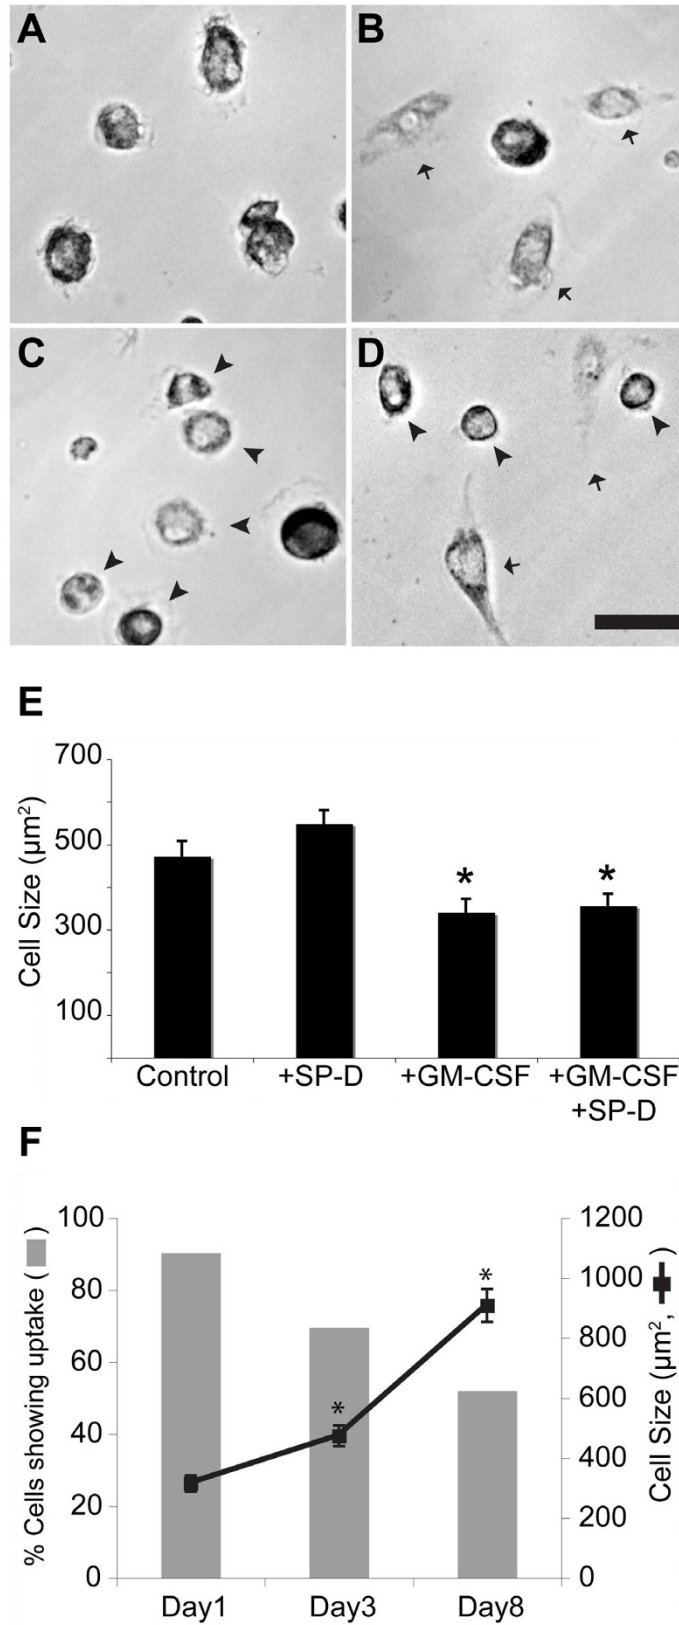 A
B
C
D
E
700
500
300
100
Cell Size (µm²)
*
*
Control
+SP-D
+GM-CSF
+GM-CSF
+SP-D
F
100
80
60
40
20
0
% Cells showing uptake ( )
*
*
1200
1000
800
600
400
200
0
Cell Size (µm², )
Day1
Day3
Day8